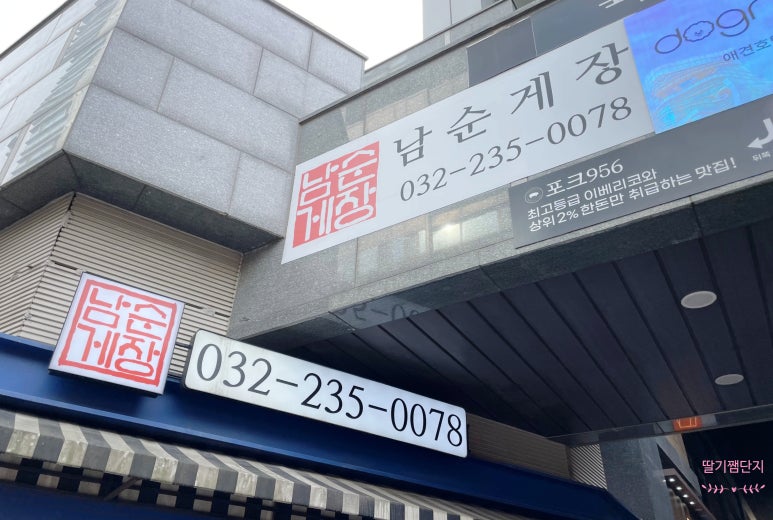 dogr
애견호
남순게장
032-235-0078
남순
게장
포크956
최고등급 이베리코와
상위 2% 한돈만 취급하는 맛집!
뒤쪽
남순
게장
032-235-0078
딸기쨈단지